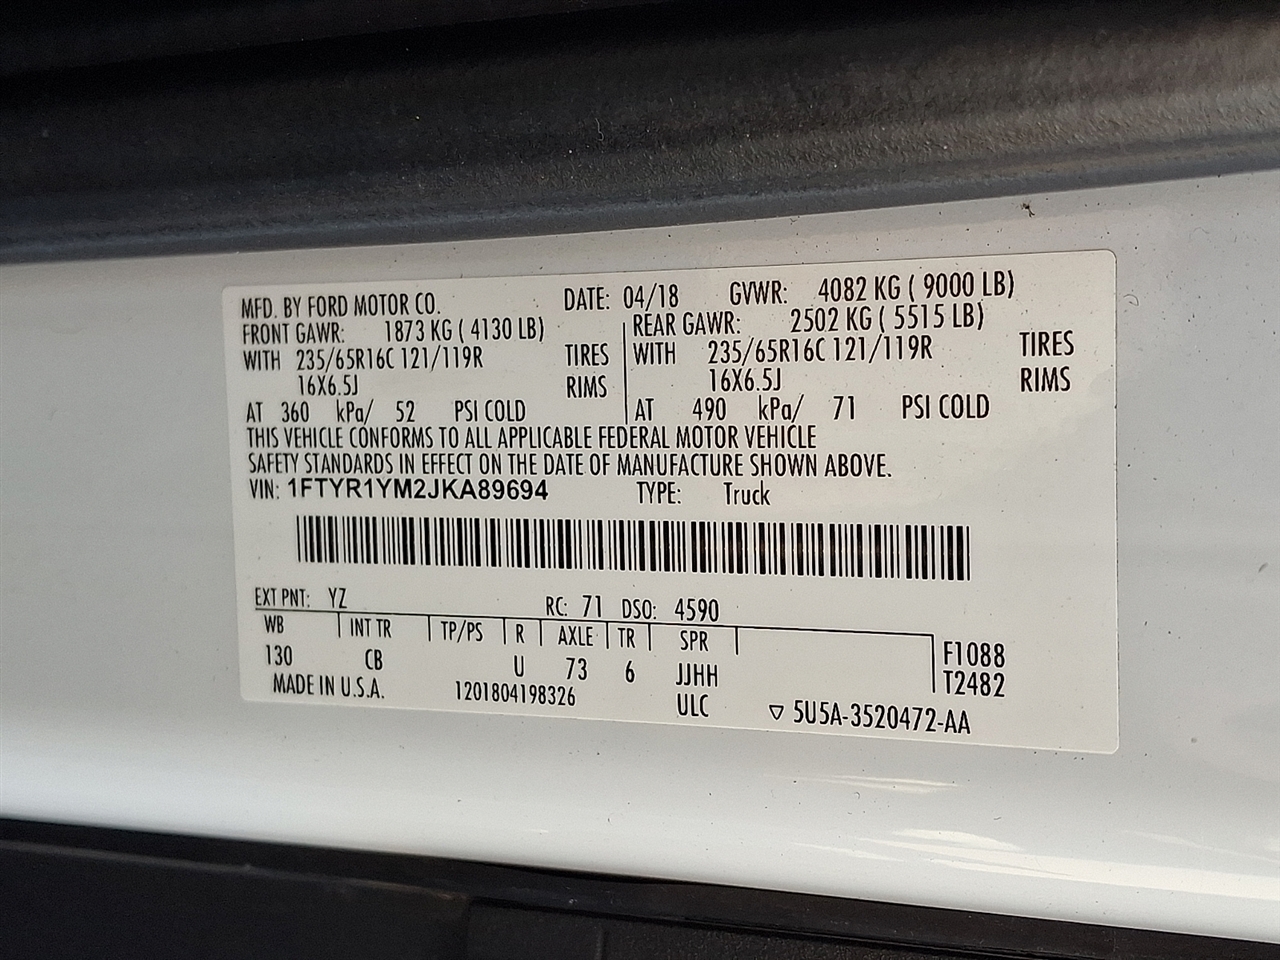 MFD. BY FORD MOTOR CO. DATE: 04/18 GVWR: 4082 KG ( 9000 LB)
FRONT GAWR: 1873 KG ( 4130 LB) REAR GAWR: 2502 KG ( 5515 LB)
WITH 235/65R16C 121/119R TIRES WITH 235/65R16C 121/119R TIRES
16X6.5J RIMS 16X6.5J RIMS
AT 360 kPa/ 52 PSI COLD AT 490 kPa/ 71 PSI COLD
THIS VEHICLE CONFORMS TO ALL APPLICABLE FEDERAL MOTOR VEHICLE
SAFETY STANDARDS IN EFFECT ON THE DATE OF MANUFACTURE SHOWN ABOVE.
VIN: 1FTYR1YM2JKA89694 TYPE: Truck
EXT PNT: YZ RC: 71 DSO: 4590
WB INT TR TP/PS R AXLE TR SPR F1088
130 CB U 73 6 JJHH T2482
MADE IN U.S.A. 1201804198326 ULC ▽ 5U5A-3520472-AA